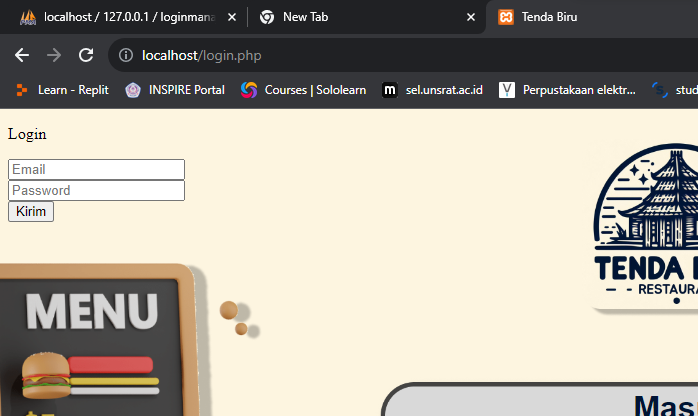 localhost / 127.0.0.1 / loginmana
New Tab
Tenda Biru
localhost/login.php
Learn - Replit
INSPIRE Portal
Courses | Sololearn
sel.unsrat.ac.id
Perpustakaan elektr...
stud
Login
Email
Password
Kirim
TENDA
RESTAURA
MENU
Mas